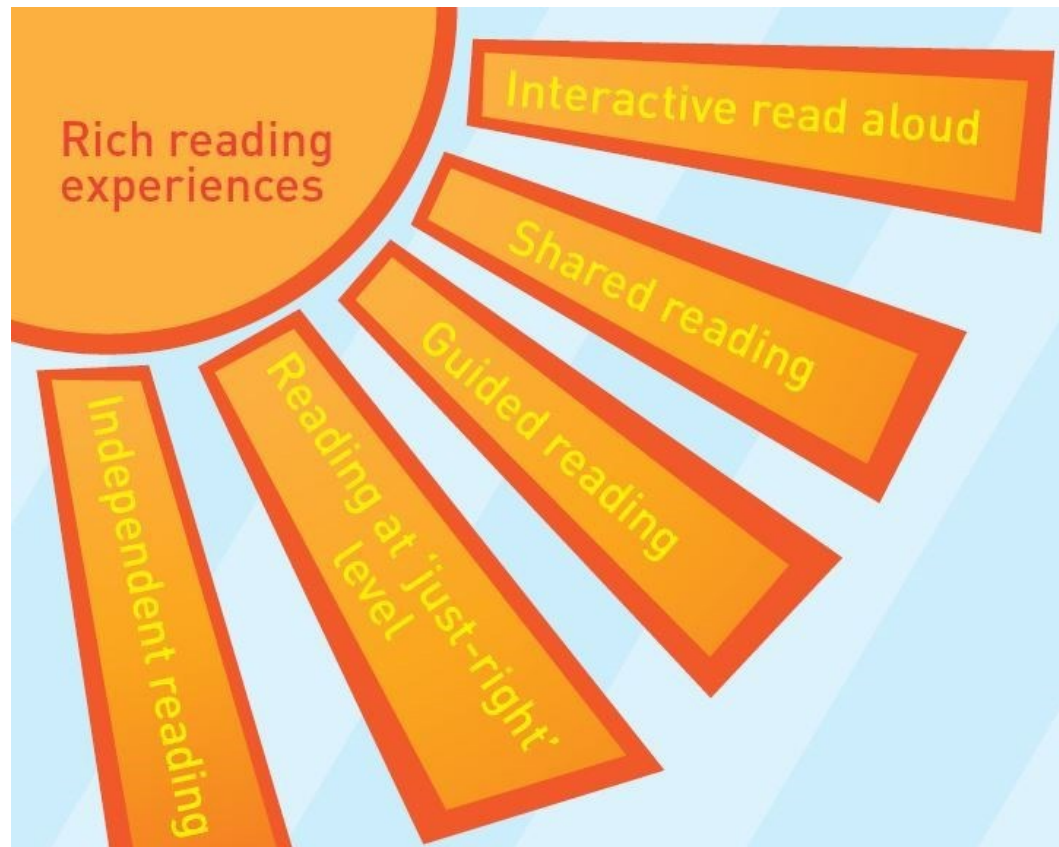 Rich reading
experiences
Interactive read aloud
Shared reading
Guided reading
Reading at ‘just-right’
level
Independent reading